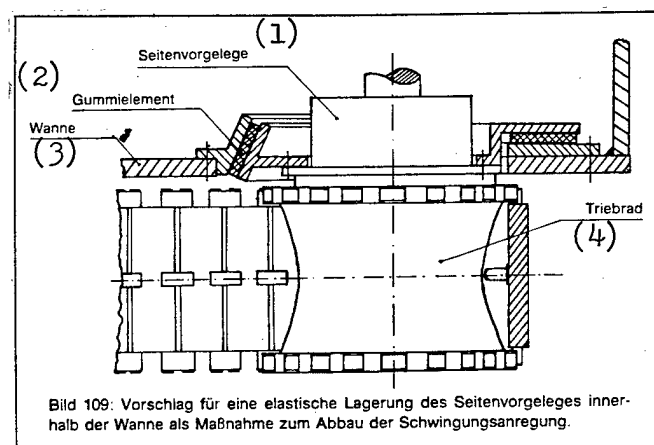 (1)
Seitenvorgelege
(2)
Gummielement
Wanne
(3)
Triebrad
(4)
Bild 109: Vorschlag für eine elastische Lagerung des Seitenvorgeleges inner-
halb der Wanne als Maßnahme zum Abbau der Schwingungsanregung.